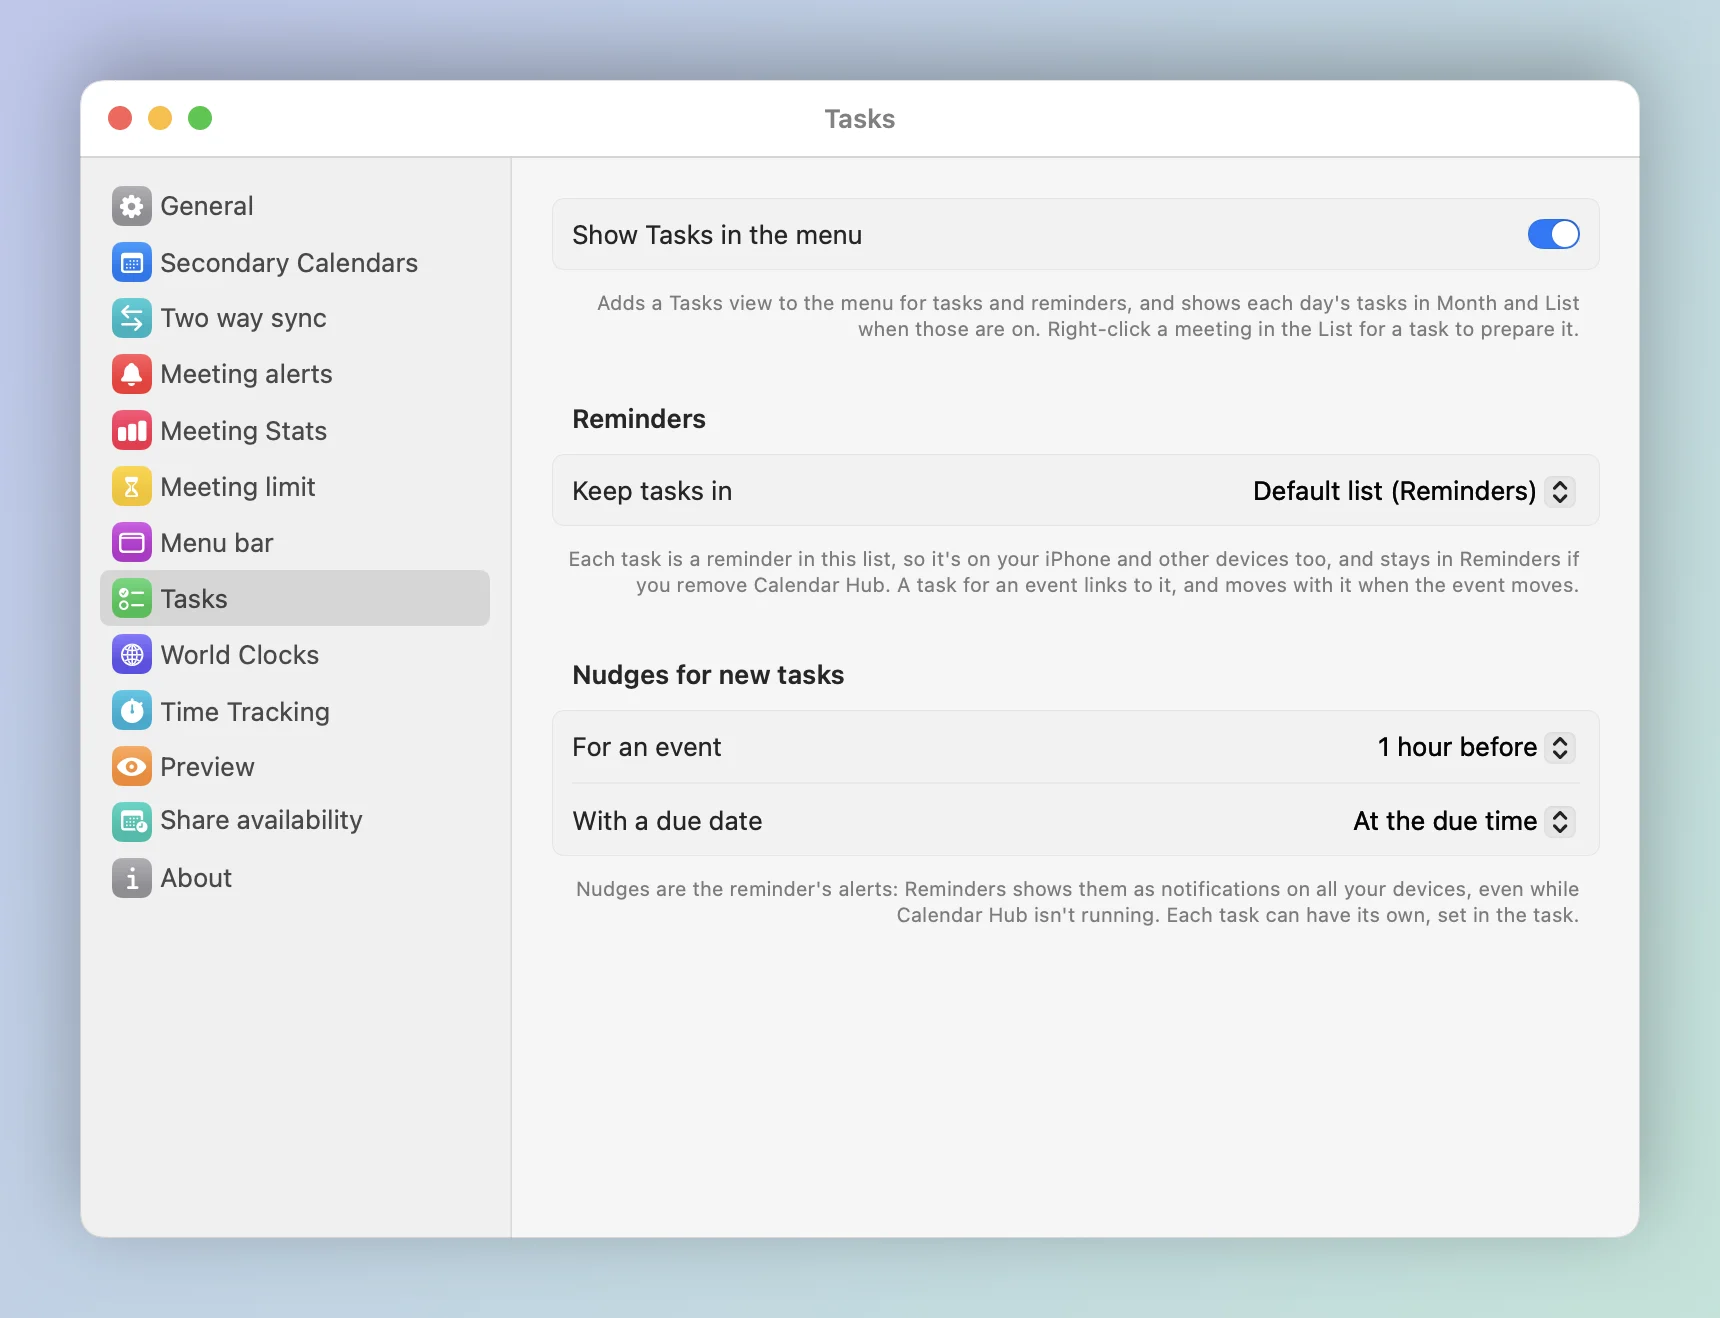 Tasks
General
Secondary Calendars
Two way sync
Meeting alerts
Meeting Stats
Meeting limit
Menu bar
Tasks
World Clocks
Time Tracking
Preview
Share availability
About
Show Tasks in the menu
Adds a Tasks view to the menu for tasks and reminders, and shows each day's tasks in Month and List
when those are on. Right-click a meeting in the List for a task to prepare it.
Reminders
Keep tasks in Default list (Reminders)
Each task is a reminder in this list, so it's on your iPhone and other devices too, and stays in Reminders if
you remove Calendar Hub. A task for an event links to it, and moves with it when the event moves.
Nudges for new tasks
For an event 1 hour before
With a due date At the due time
Nudges are the reminder's alerts: Reminders shows them as notifications on all your devices, even while
Calendar Hub isn't running. Each task can have its own, set in the task.